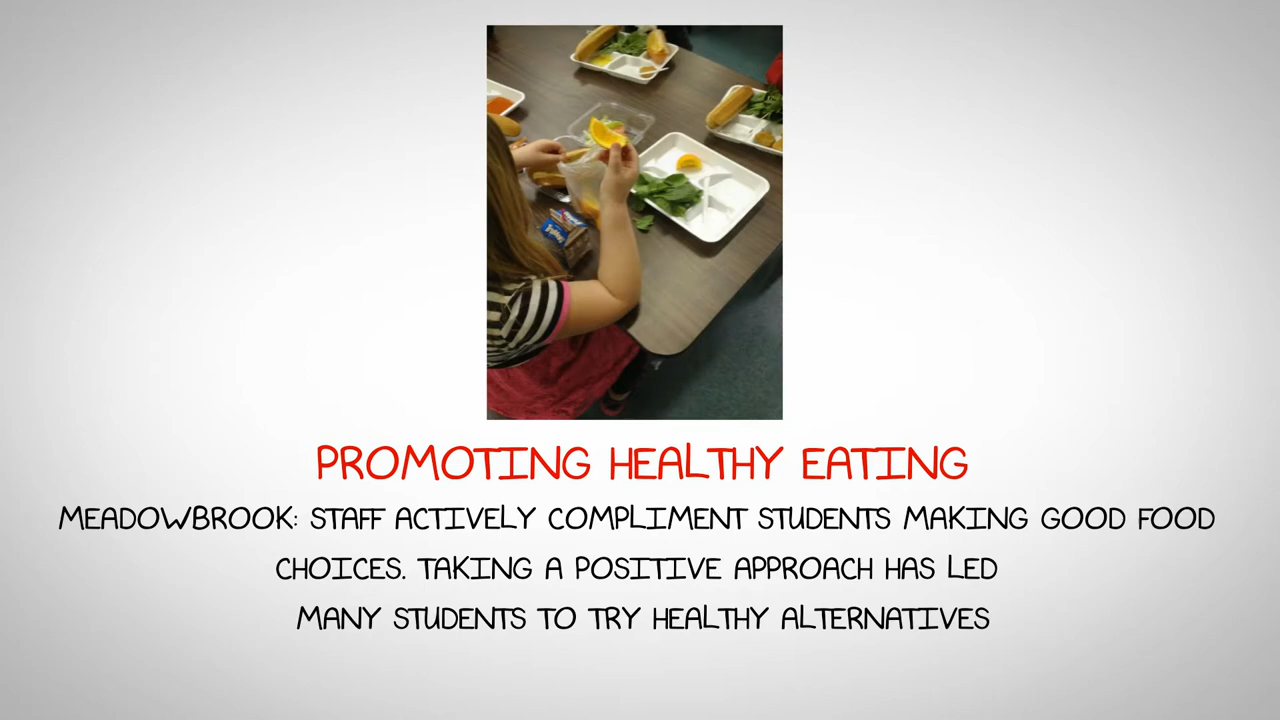 PROMOTING HEALTHY EATING
MEADOWBROOK: STAFF ACTIVELY COMPLIMENT STUDENTS MAKING GOOD FOOD
CHOICES. TAKING A POSITIVE APPROACH HAS LED
MANY STUDENTS TO TRY HEALTHY ALTERNATIVES